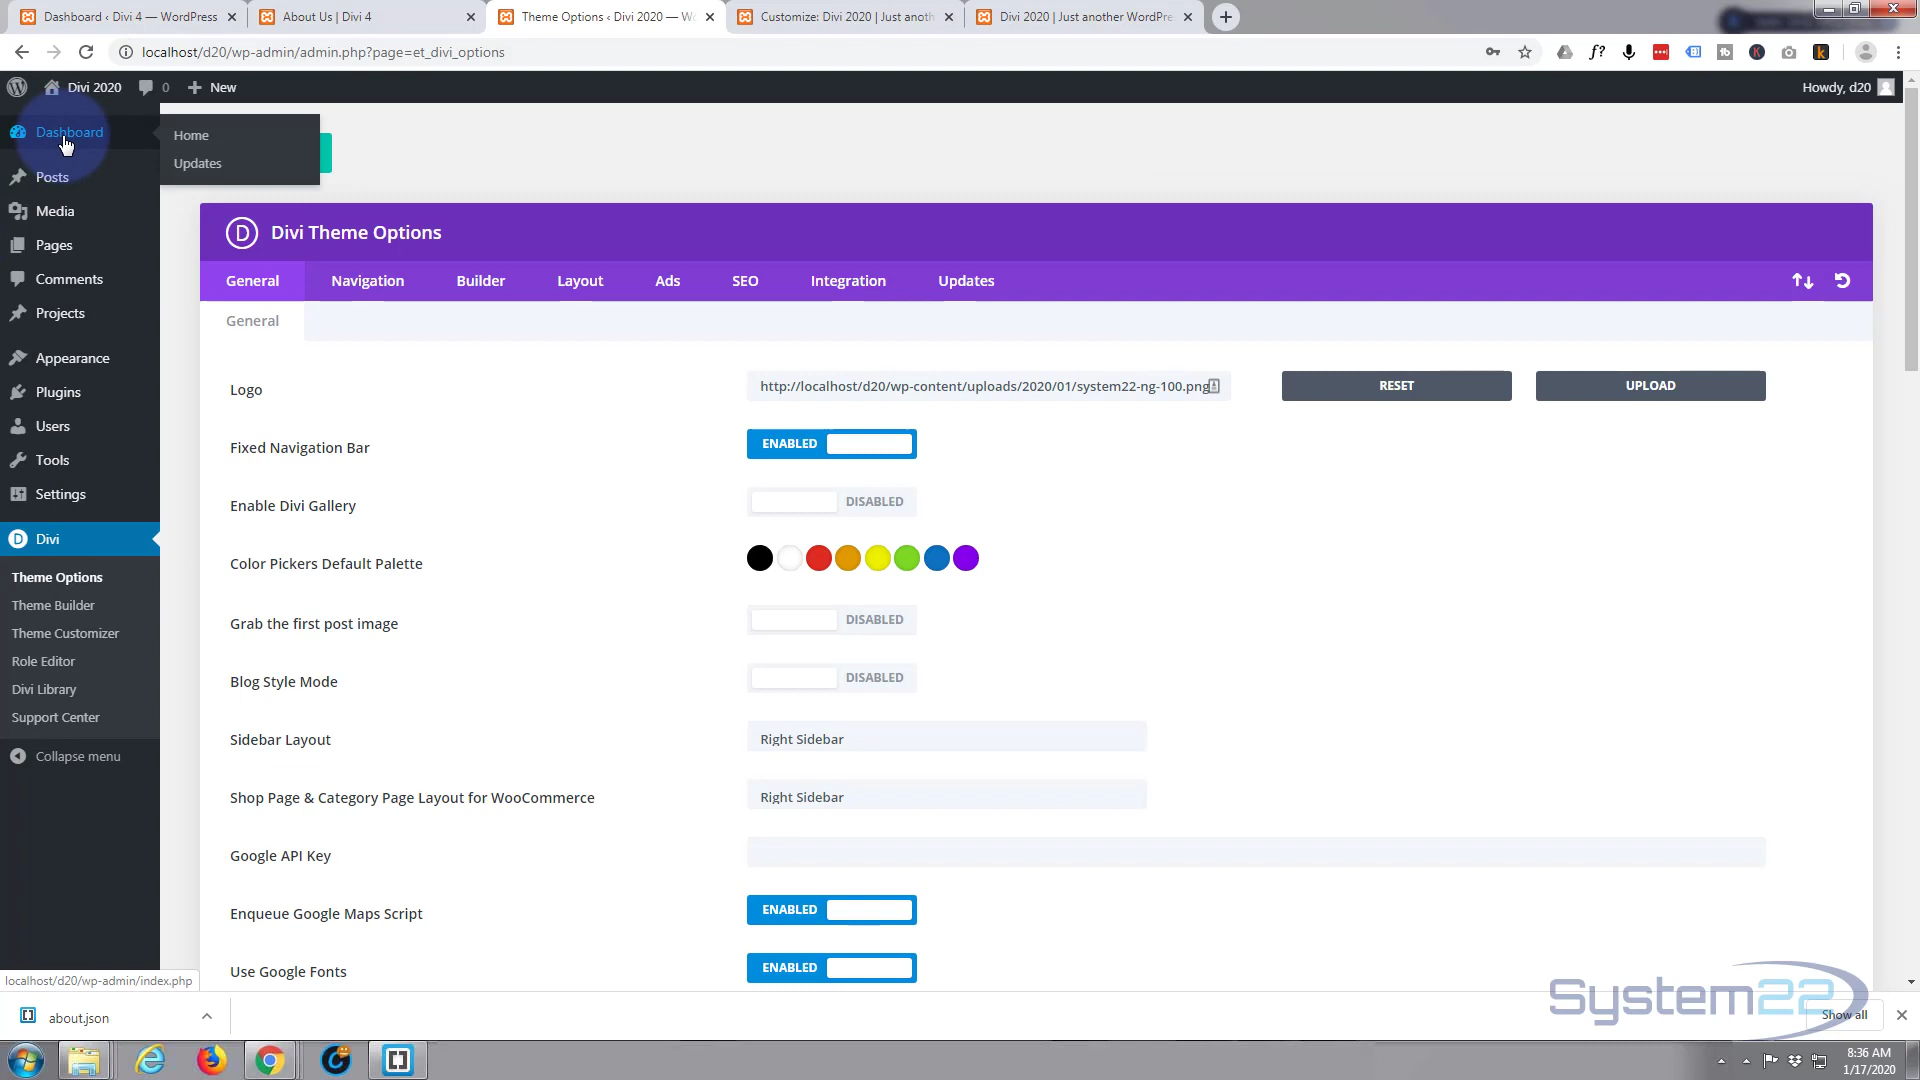 Dashboard ‹ Divi 4 — WordPress
About Us | Divi 4
Theme Options ‹ Divi 2020 — Wo
Customize: Divi 2020 | Just anoth
Divi 2020 | Just another WordPre
localhost/d20/wp-admin/admin.php?page=et_divi_options
Divi 2020
0
New
Howdy, d20
Dashboard
Home
Updates
Posts
Media
Pages
Comments
Projects
Appearance
Plugins
Users
Tools
Settings
Divi
Theme Options
Theme Builder
Theme Customizer
Role Editor
Divi Library
Support Center
Collapse menu
D Divi Theme Options
General Navigation Builder Layout Ads SEO Integration Updates
General
Logo
http://localhost/d20/wp-content/uploads/2020/01/system22-ng-100.png
RESET
UPLOAD
Fixed Navigation Bar
ENABLED
Enable Divi Gallery
DISABLED
Color Pickers Default Palette
Grab the first post image
DISABLED
Blog Style Mode
DISABLED
Sidebar Layout
Right Sidebar
Shop Page & Category Page Layout for WooCommerce
Right Sidebar
Google API Key
Enqueue Google Maps Script
ENABLED
Use Google Fonts
ENABLED
localhost/d20/wp-admin/index.php
about.json
System22
Show all
8:36 AM
1/17/2020